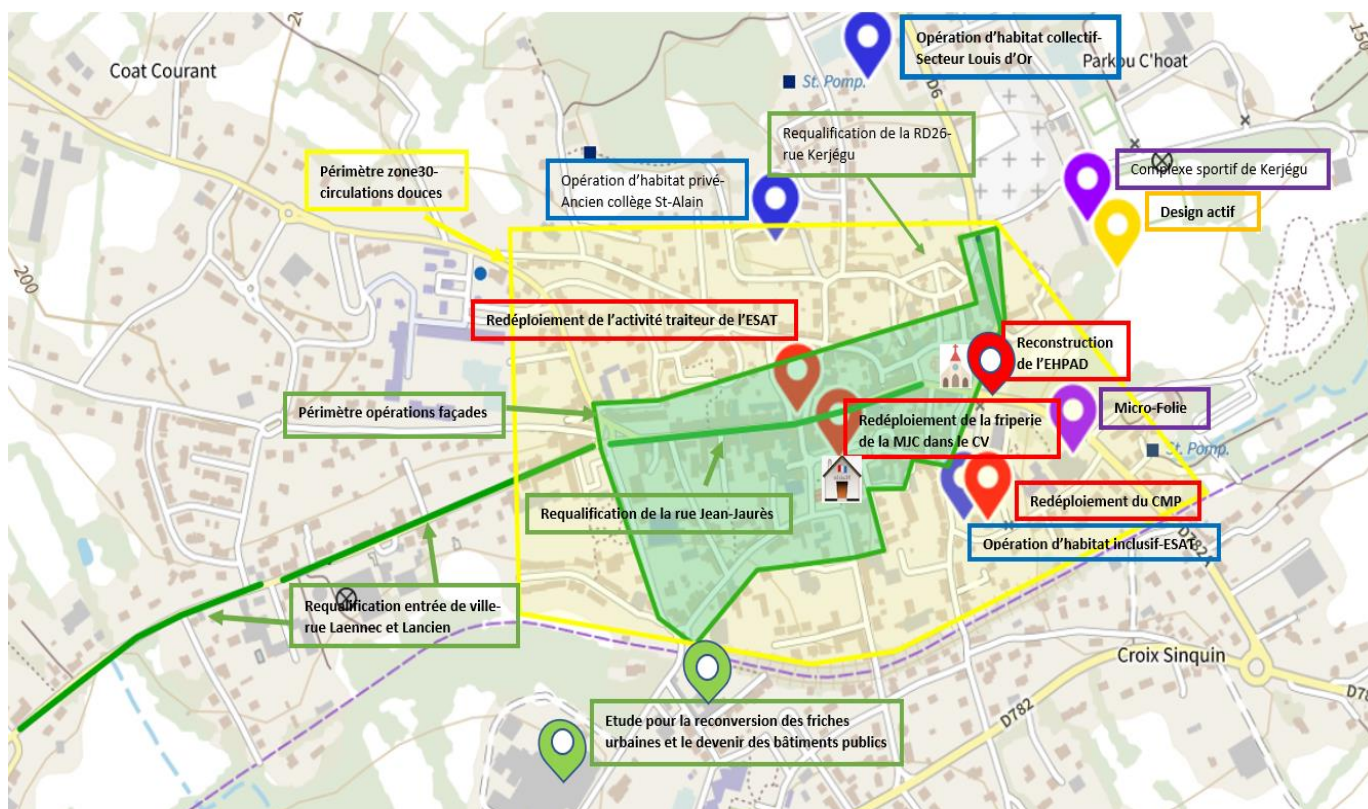 Opération d'habitat collectif-
Secteur Louis d'Or
Coat Courant
Parkou C'hoat
D6
St. Pomp.
Requalification de la RD26-
rue Kerjégu
Périmètre zone30-
circulations douces
Opération d'habitat privé-
Ancien collège St-Alain
Complexe sportif de Kerjégu
Design actif
200
Redéploiement de l'activité traiteur de l'ESAT
Reconstruction
de l'EHPAD
Périmètre opérations façades
Micro-Folie
Redéploiement de la friperie
de la MJC dans le CV
St. Pomp.
Requalification de la rue Jean-Jaurès
Redéploiement du CMP
Opération d'habitat inclusif-ESAT
Requalification entrée de ville-
rue Laennec et Lancien
Croix Sinquin
D782
Etude pour la reconversion des friches
urbaines et le devenir des bâtiments publics